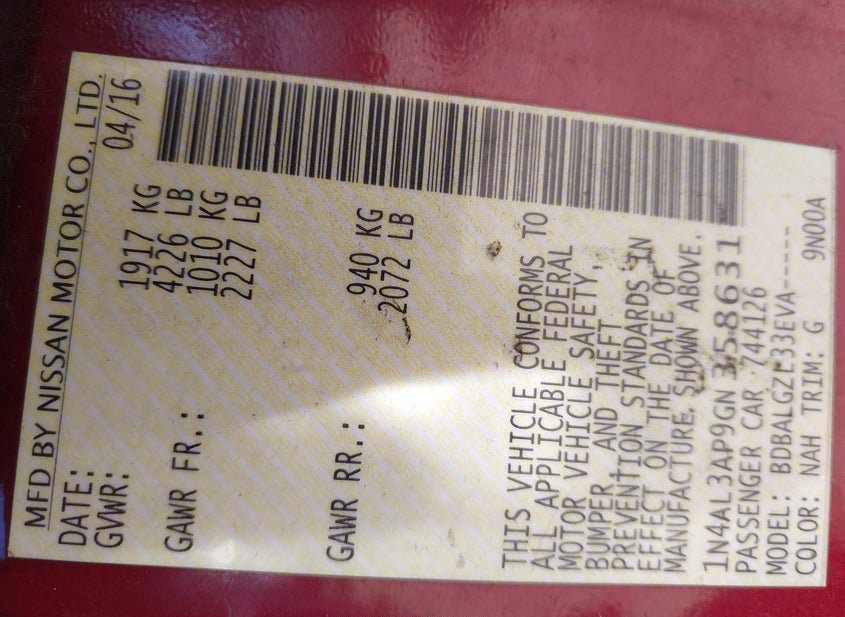 MFD BY NISSAN MOTOR CO., LTD.
DATE: 04/16
GVWR: 1917 KG
4226 LB
GAWR FR.: 1010 KG
2227 LB
GAWR RR.: 940 KG
2072 LB
THIS VEHICLE CONFORMS TO
ALL APPLICABLE FEDERAL
MOTOR VEHICLE SAFETY,
BUMPER AND THEFT
PREVENTION STANDARDS IN
EFFECT ON THE DATE OF
MANUFACTURE SHOWN ABOVE.
1N4AL3AP9GN358631
PASSENGER CAR 744126
MODEL: BDBALGZL33EVA-----
COLOR: NAH TRIM: G 9N00A